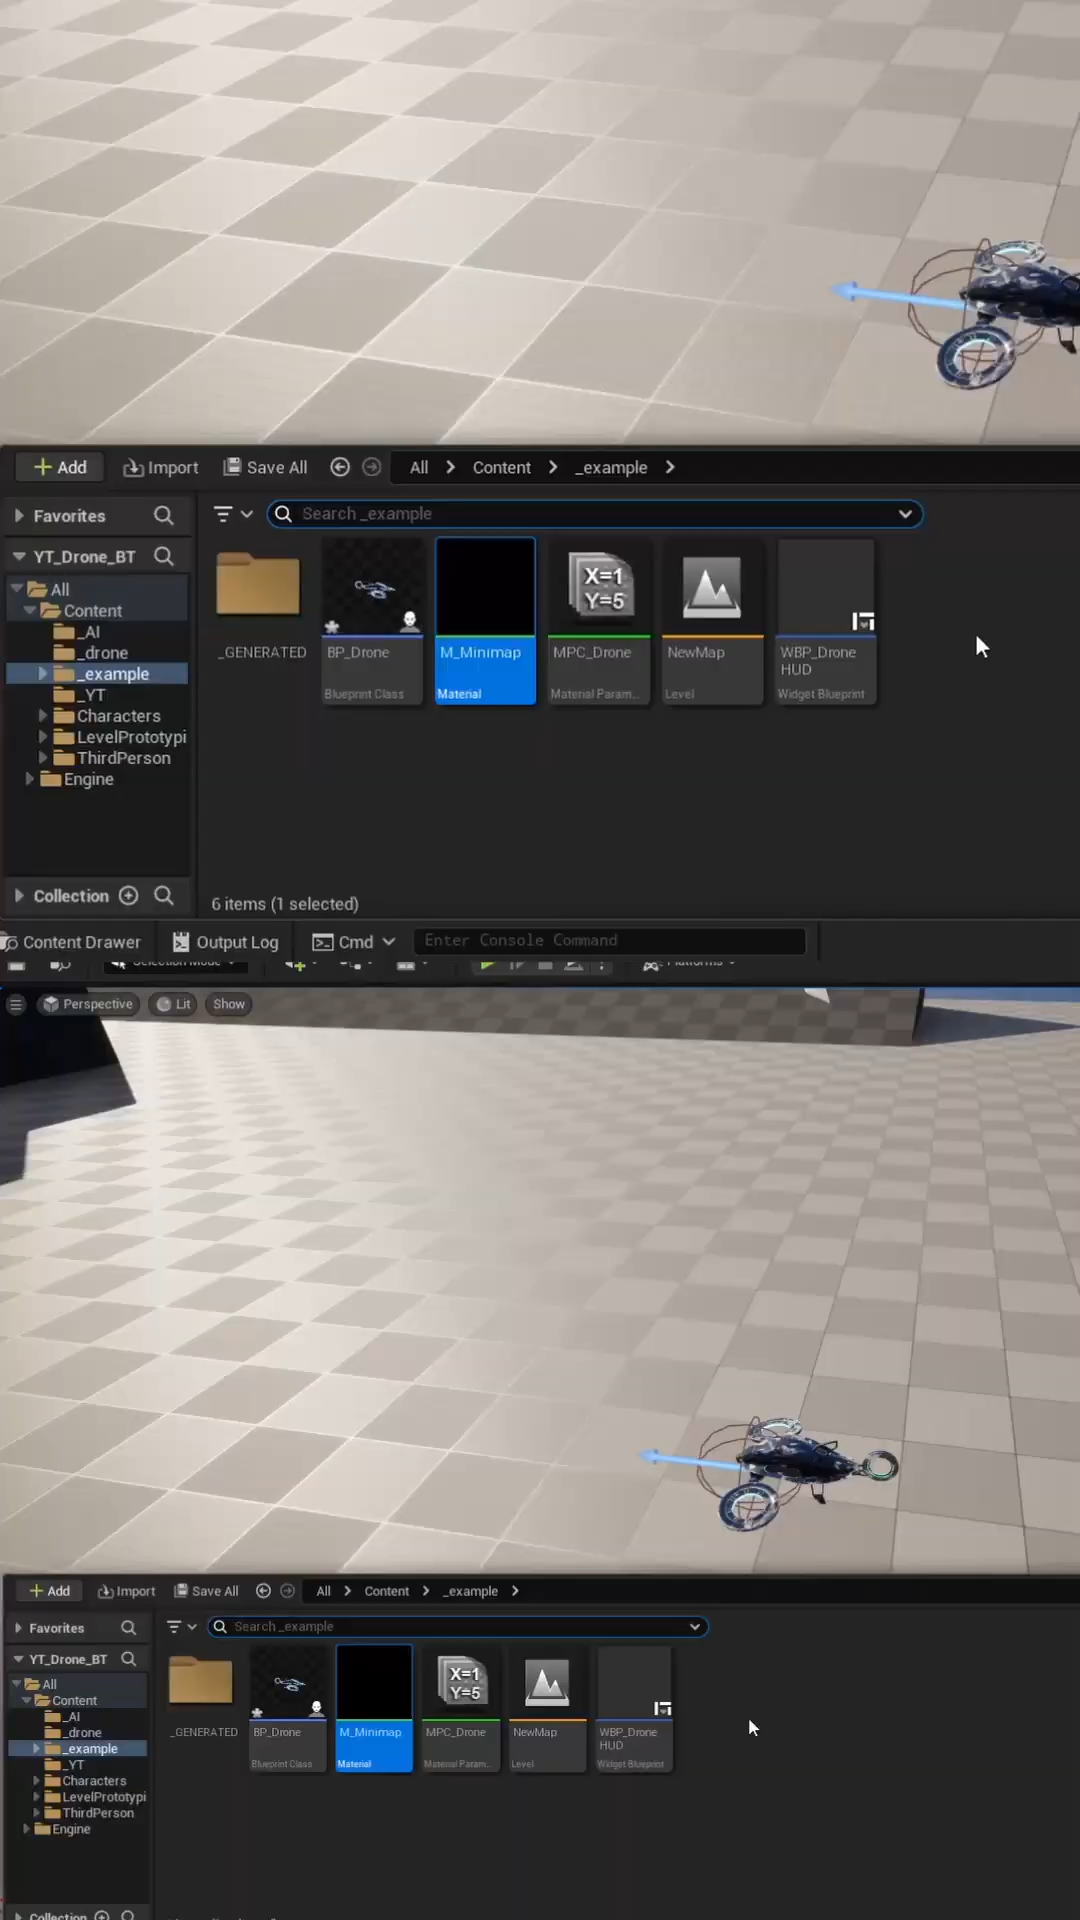 Add Import Save All All Content _example
Favorites
Search _example
YT_Drone_BT
All
Content
_AI
_drone
_example
_YT
Characters
LevelPrototypi
ThirdPerson
Engine
_GENERATED
BP_Drone
Blueprint Class
M_Minimap
Material
X=1
Y=5
MPC_Drone
Material Param...
NewMap
Level
WBP_Drone
HUD
Widget Blueprint
Collection
6 items (1 selected)
Content Drawer Output Log Cmd Enter Console Command
Selection Mode Platforms
Perspective Lit Show
Add Import Save All All Content _example
Favorites
Search _example
YT_Drone_BT
All
Content
_AI
_drone
_example
_YT
Characters
LevelPrototypi
ThirdPerson
Engine
_GENERATED
BP_Drone
Blueprint Class
M_Minimap
Material
X=1
Y=5
MPC_Drone
Material Param...
NewMap
Level
WBP_Drone
HUD
Widget Blueprint
Collection